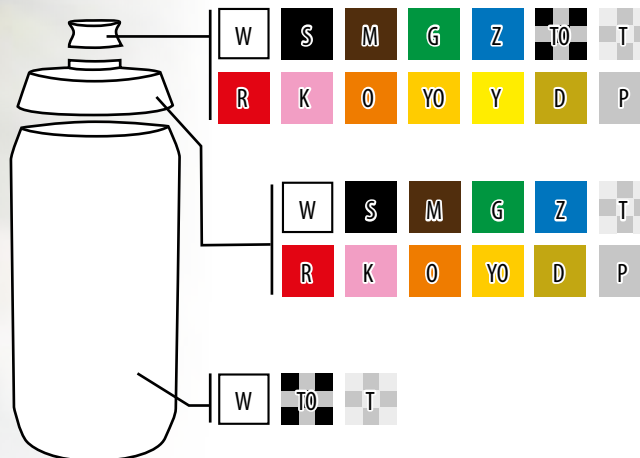 W S M G Z TO T
R K O YO Y D P
W S M G Z T
R K O YO D P
W TO T